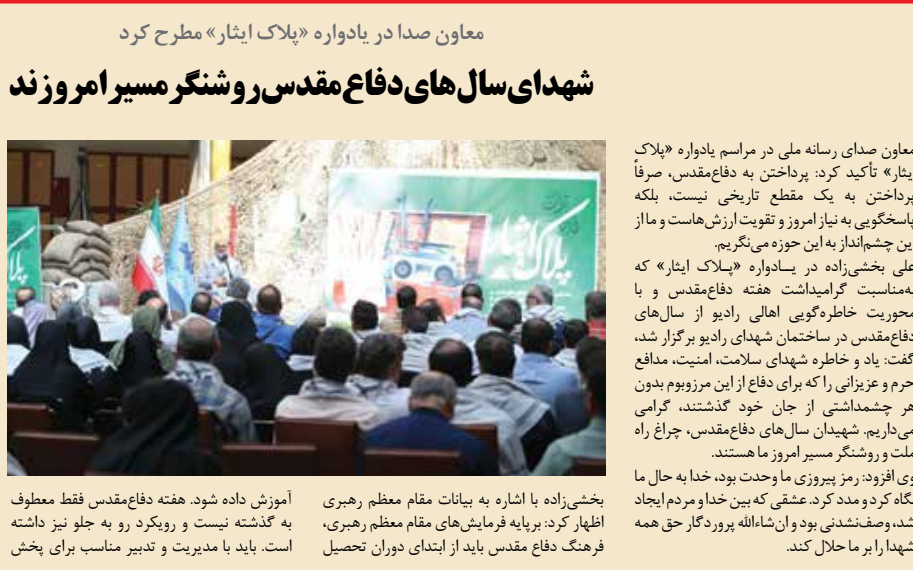 معاون صدا در یادواره «پلاک ایثار» مطرح کرد
شهدای سال‌های دفاع‌مقدس روشنگر مسیر امروزند
معاون صدای رسانه ملی در مراسم یادواره «پلاک
ایثار» تأکید کرد: پرداختن به دفاع‌مقدس، صرفاً
پرداختن به یک مقطع تاریخی نیست، بلکه
پاسخگویی به نیاز امروز و تقویت ارزش‌هاست و ما از
این چشم‌انداز به این حوزه می‌نگریم.
علی بخشی‌زاده در یـادواره «پـلاک ایثار» که
به‌مناسبت گرامیداشت هفته دفاع‌مقدس و با
محوریت خاطره‌گویی اهالی رادیو از سال‌های
دفاع‌مقدس در ساختمان شهدای رادیو برگزار شد،
گفت: یاد و خاطره شهدای سلامت، امنیت، مدافع
حرم و عزیزانی را که برای دفاع از این مرزوبوم بدون
هر چشمداشتی از جان خود گذشتند، گرامی
می‌داریم. شهیدان سال‌های دفاع‌مقدس، چراغ راه
ملت و روشنگر مسیر امروز ما هستند.
وی افزود: رمز پیروزی ما وحدت بود، خدا به حال ما
نگاه کرد و مدد کرد. عشقی که بین خدا و مردم ایجاد
شد، وصف‌نشدنی بود و ان‌شاءالله پروردگار حق همه
شهدا را بر ما حلال کند.
پلاک ایثار
بخشی‌زاده با اشاره به بیانات مقام معظم رهبری
اظهار کرد: برپایه فرمایش‌های مقام معظم رهبری،
فرهنگ دفاع مقدس باید از ابتدای دوران تحصیل
آموزش داده شود. هفته دفاع‌مقدس فقط معطوف
به گذشته نیست و رویکرد رو به جلو نیز داشته
است. باید با مدیریت و تدبیر مناسب برای پخش